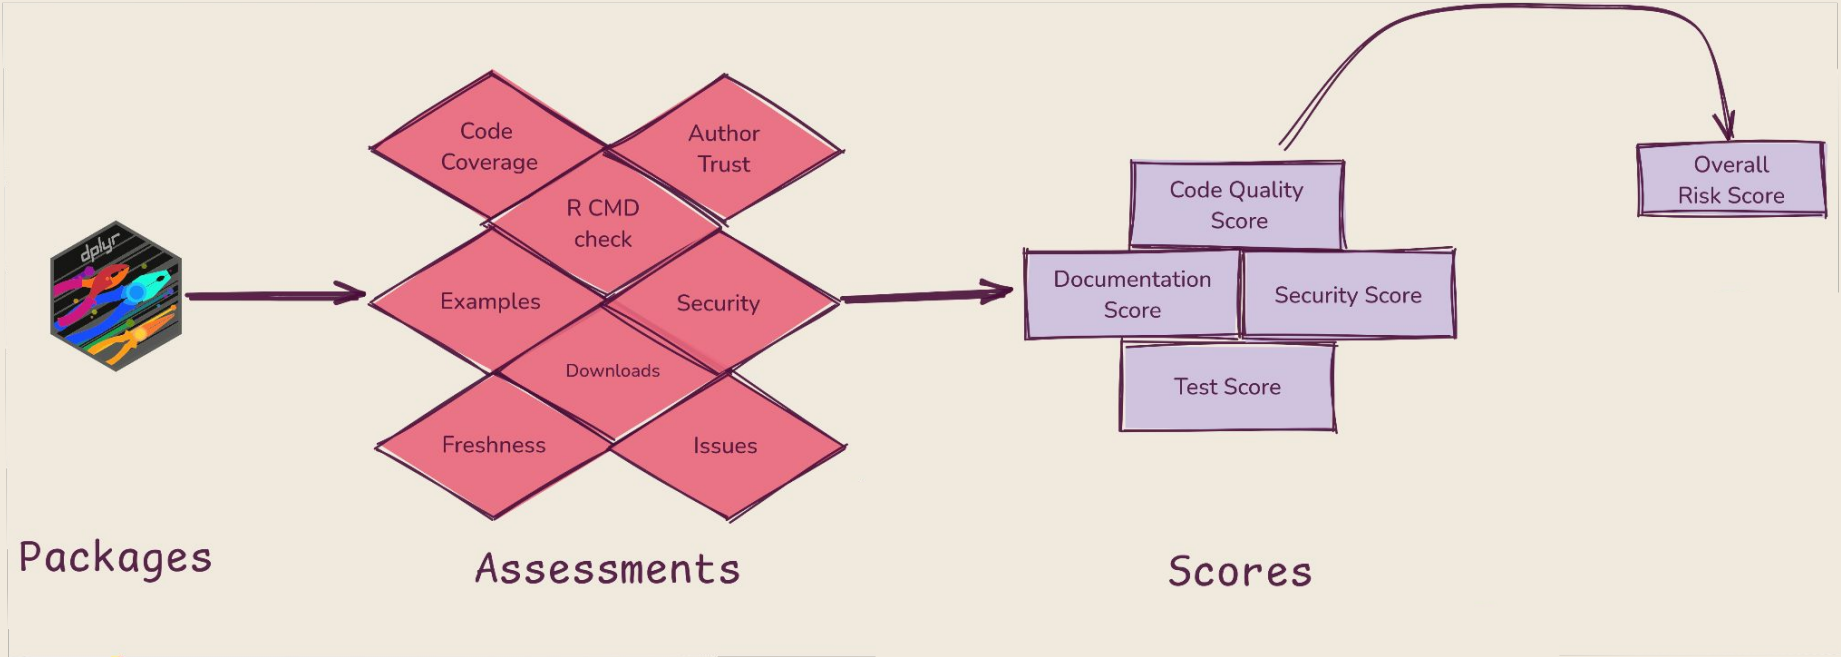 dplyr
Code
Coverage
Author
Trust
R CMD
check
Examples
Security
Downloads
Freshness
Issues
Code Quality
Score
Documentation
Score
Security Score
Test Score
Overall
Risk Score
Packages
Assessments
Scores